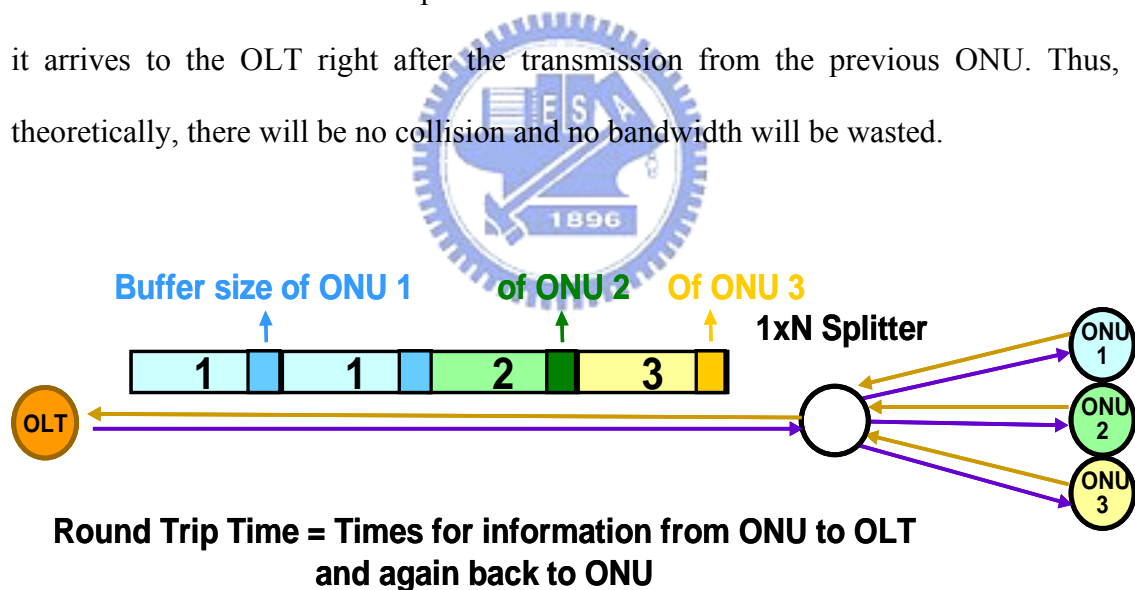 it arrives to the OLT right after the transmission from the previous ONU. Thus,
theoretically, there will be no collision and no bandwidth will be wasted.
E S A
1896
Buffer size of ONU 1 of ONU 2 Of ONU 3
1xN Splitter
1 1 2 3
OLT
ONU
1
ONU
2
ONU
3
Round Trip Time = Times for information from ONU to OLT
and again back to ONU